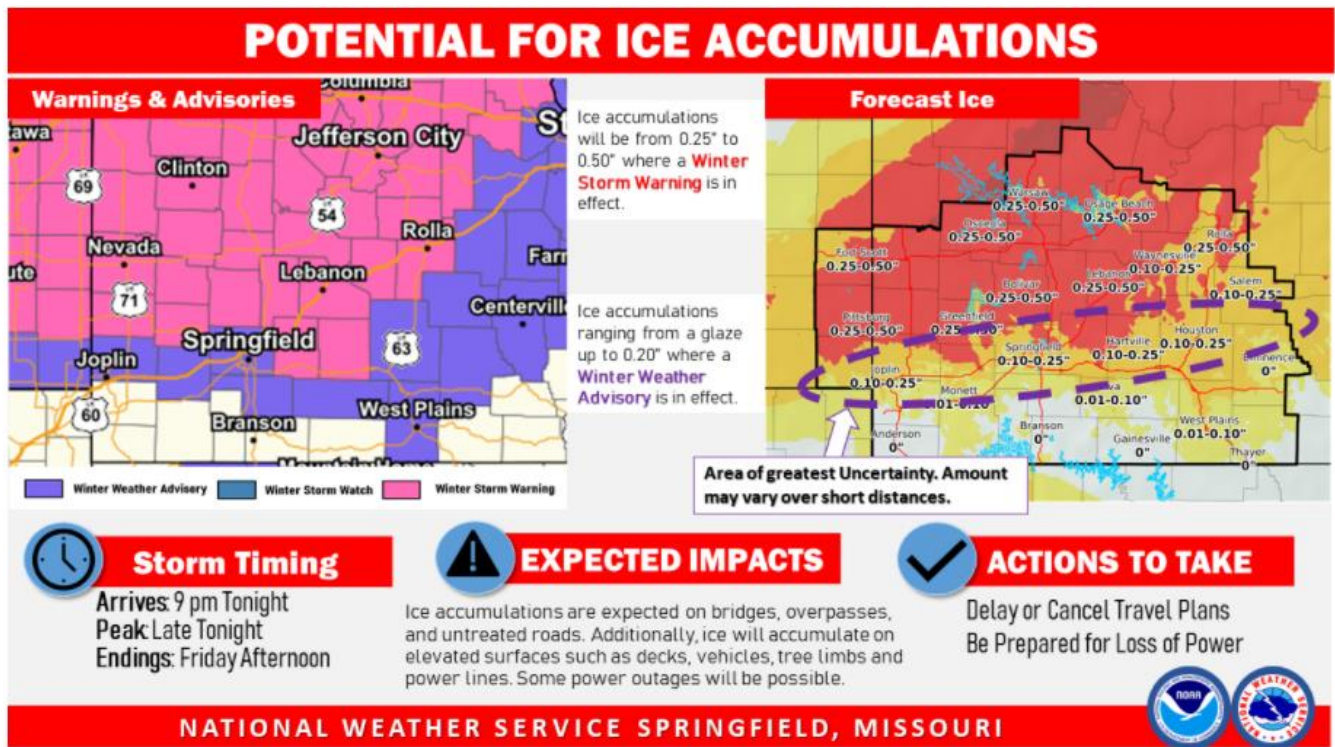 POTENTIAL FOR ICE ACCUMULATIONS
Warnings & Advisories
Columbia
Jefferson City
Clinton
69
54
Rolla
Nevada
Lebanon
71
Springfield
63
Joplin
60
West Plains
Branson
Winter Weather Advisery
Winter Storm Watch
Winter Storm Warning
Ice accumulations
will be from 0.25" to
0.50" where a Winter
Storm Warning is in
effect.
Ice accumulations
ranging from a glaze
up to 0.20" where a
Winter Weather
Advisory is in effect.
Forecast Ice
Warsaw
0.25-0.50"
Osage Beach
0.25-0.50"
Osceola
0.25-0.50"
Rolla
0.25-0.50"
Fort Scott
0.25-0.50"
Waynesville
0.10-0.25"
Lebanon
0.25-0.50"
Salem
0.10-0.25"
Bolivar
0.25-0.50"
Pittsburg
0.25-0.50"
Greenfield
Houston
0.10-0.25"
Springfield
0.10-0.25"
Hartville
0.10-0.25"
0"
Joplin
0.10-0.25"
Monett
0.01-0.10"
West Plains
0.01-0.10"
Anderson
0"
Branson
0"
Gainesville
0"
Thayer
0"
Area of greatest Uncertainty. Amount
may vary over short distances.
Storm Timing
Arrives: 9 pm Tonight
Peak: Late Tonight
Endings: Friday Afternoon
EXPECTED IMPACTS
Ice accumulations are expected on bridges, overpasses,
and untreated roads. Additionally, ice will accumulate on
elevated surfaces such as decks, vehicles, tree limbs and
power lines. Some power outages will be possible.
ACTIONS TO TAKE
Delay or Cancel Travel Plans
Be Prepared for Loss of Power
NATIONAL WEATHER SERVICE SPRINGFIELD, MISSOURI
NOAA